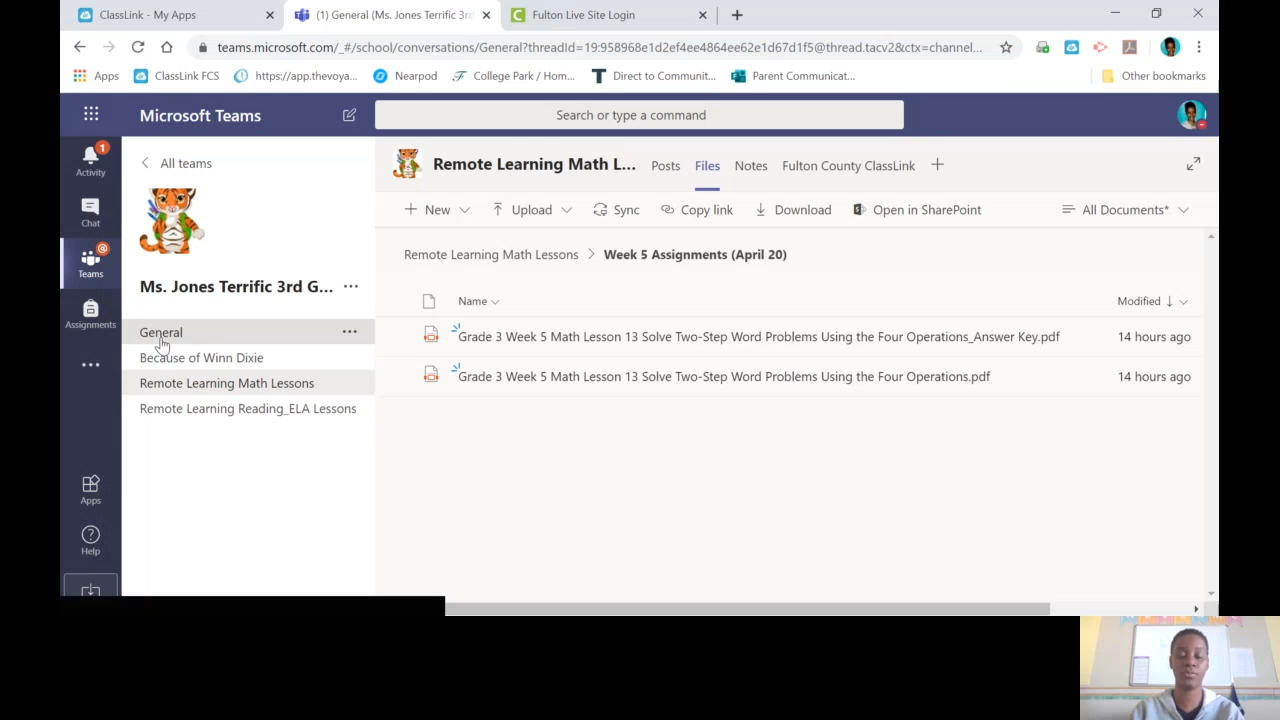 ClassLink - My Apps
(1) General (Ms. Jones Terrific 3rd
Fulton Live Site Login
teams.microsoft.com/_#/school/conversations/General?threadId=19:958968e1d2ef4ee4864ee62e1d67d1f5@thread.tacv2&ctx=channel...
Apps
ClassLink FCS
https://app.thevoya...
Nearpod
College Park / Hom...
Direct to Communit...
Parent Communicat...
Other bookmarks
Microsoft Teams
Search or type a command
1
Activity
Chat
Teams
Assignments
Apps
Help
All teams
Ms. Jones Terrific 3rd G...
General
Because of Winn Dixie
Remote Learning Math Lessons
Remote Learning Reading_ELA Lessons
Remote Learning Math L...
Posts
Files
Notes
Fulton County ClassLink
New
Upload
Sync
Copy link
Download
Open in SharePoint
All Documents*
Remote Learning Math Lessons > Week 5 Assignments (April 20)
Name
Modified
Grade 3 Week 5 Math Lesson 13 Solve Two-Step Word Problems Using the Four Operations_Answer Key.pdf
14 hours ago
Grade 3 Week 5 Math Lesson 13 Solve Two-Step Word Problems Using the Four Operations.pdf
14 hours ago